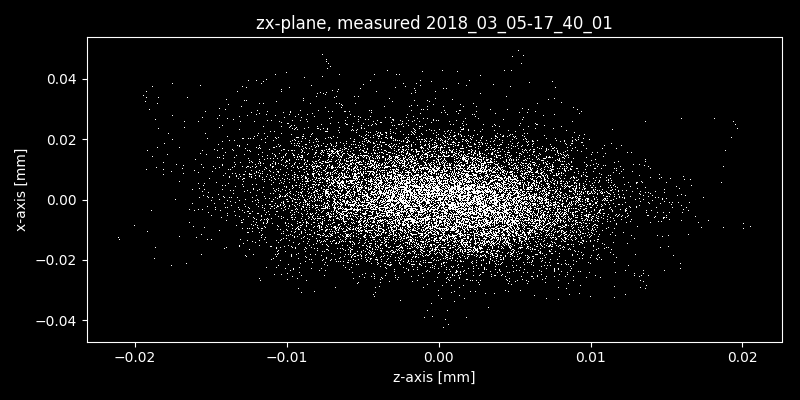 zx-plane, measured 2018_03_05-17_40_01
x-axis [mm]
0.04
0.02
0.00
−0.02
−0.04
−0.02 −0.01 0.00 0.01 0.02
z-axis [mm]